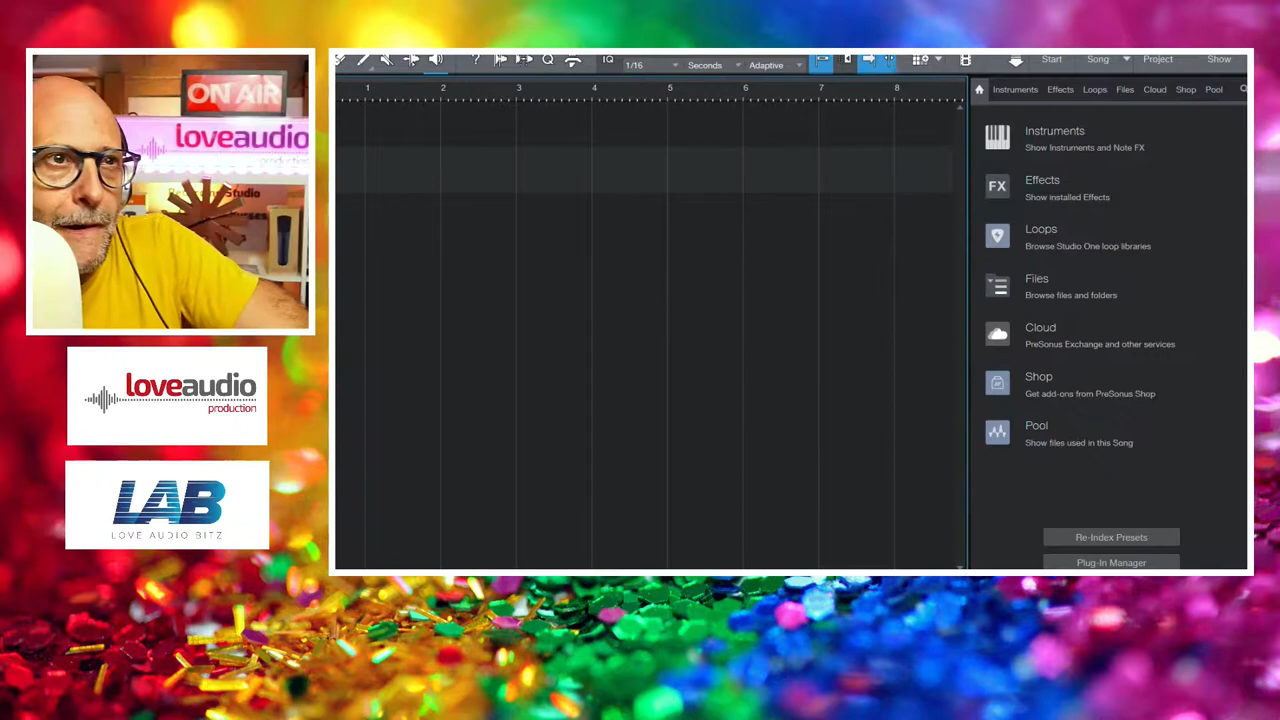 ON AIR
loveaudio
production
Studio
loveaudio
production
LAB
LOVE AUDIO BITZ
IQ
1/16
Seconds
Adaptive
Start
Song
Project
Show
1 2 3 4 5 6 7 8
Instruments Effects Loops Files Cloud Shop Pool
Instruments
Show Instruments and Note FX
FX
Effects
Show installed Effects
Loops
Browse Studio One loop libraries
Files
Browse files and folders
Cloud
PreSonus Exchange and other services
Shop
Get add-ons from PreSonus Shop
Pool
Show files used in this Song
Re-Index Presets
Plug-In Manager